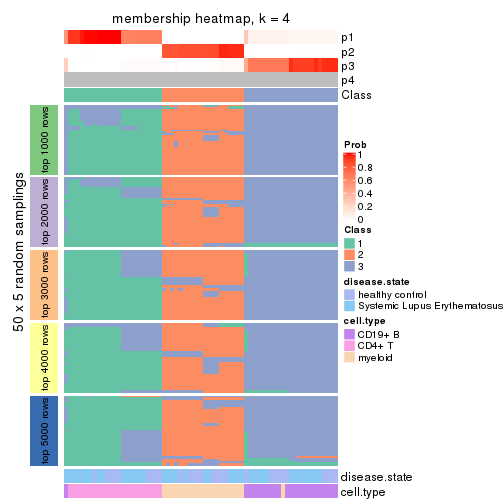 membership heatmap, k = 4
p1
p2
p3
p4
Class
50 x 5 random samplings
top 1000 rows
top 2000 rows
top 3000 rows
top 4000 rows
top 5000 rows
Prob
1
0.8
0.6
0.4
0.2
0
Class
1
2
3
disease.state
healthy control
Systemic Lupus Erythematosus
cell.type
CD19+ B
CD4+ T
myeloid
disease.state
cell.type